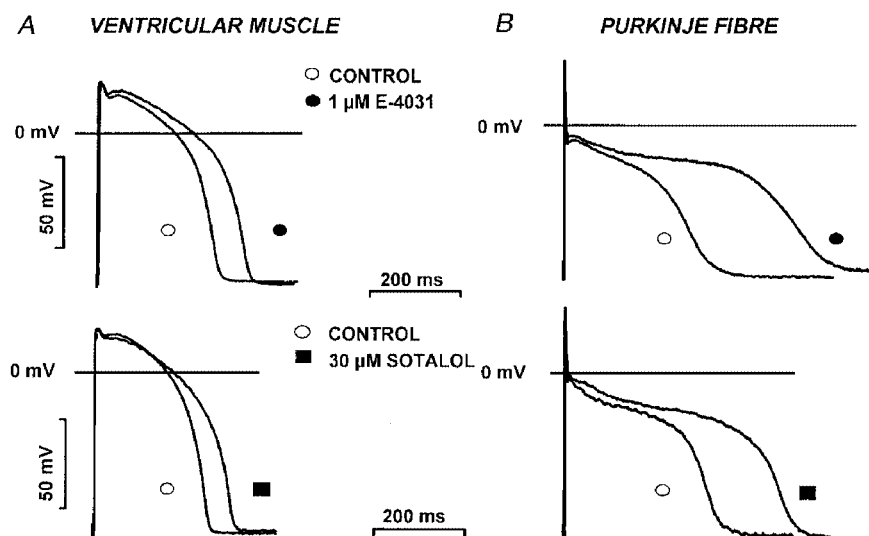 A VENTRICULAR MUSCLE
B PURKINJE FIBRE
CONTROL
1 µM E-4031
0 mV
50 mV
0 mV
200 ms
CONTROL
30 µM SOTALOL
0 mV
50 mV
0 mV
200 ms